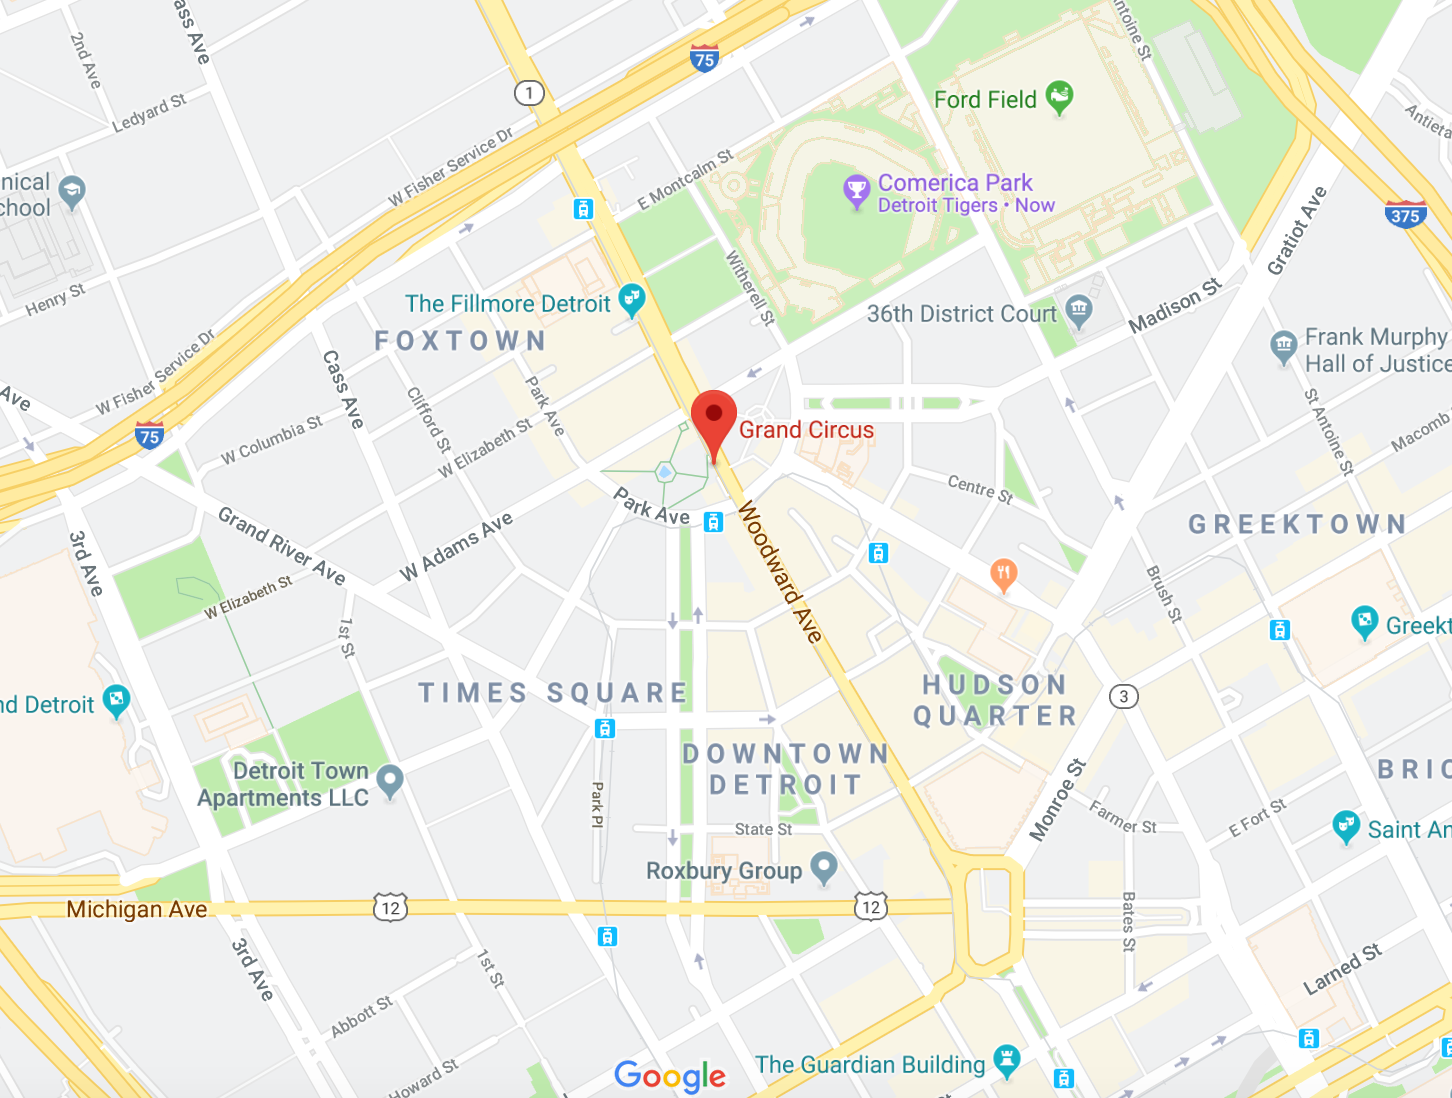 ass Ave
2nd Ave
Ledyard St
1
75
W Fisher Service Dr
E Montcalm St
Ford Field
Antoine St
Antieta
nical
chool
Comerica Park
Detroit Tigers • Now
375
Gratiot Ave
Henry St
The Fillmore Detroit
FOXTOWN
Witherell St
36th District Court
Madison St
Frank Murphy
Hall of Justice
W Fisher Service Dr
Ave
75
Cass Ave
Clifford St
Park Ave
W Columbia St
W Elizabeth St
Grand Circus
St Antoine St
Macomb
Centre St
GREEKTOWN
Park Ave
Woodward Ave
W Adams Ave
Grand River Ave
3rd Ave
W Elizabeth St
1st St
Brush St
Greekt
TIMES SQUARE
HUDSON
QUARTER
3
nd Detroit
DOWNTOWN
DETROIT
Detroit Town
Apartments LLC
Park Pl
State St
Monroe St
Farmer St
E Fort St
BRIC
Saint An
Roxbury Group
Michigan Ave
12
12
Bates St
3rd Ave
1st St
Larned St
Abbott St
Howard St
Google
The Guardian Building
St